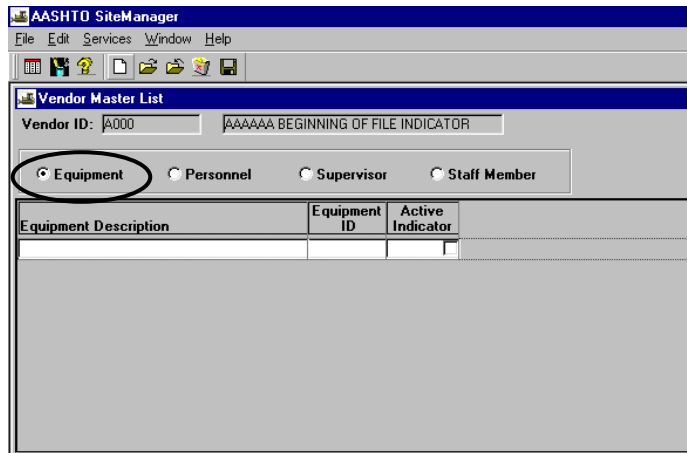 AASHTO SiteManager
File Edit Services Window Help
Vendor Master List
Vendor ID: A000 AAAAAA BEGINNING OF FILE INDICATOR
Equipment Personnel Supervisor Staff Member
Equipment Description Equipment ID Active Indicator